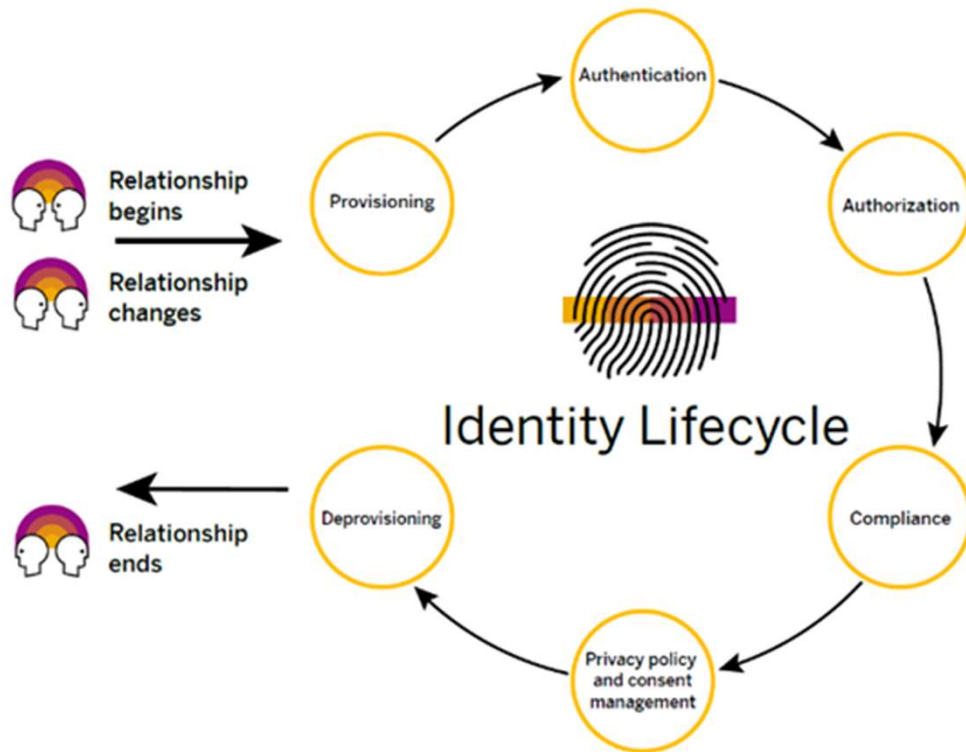 Authentication
Relationship
begins
Provisioning
Authorization
Relationship
changes
Identity Lifecycle
Deprovisioning
Compliance
Relationship
ends
Privacy policy
and consent
management